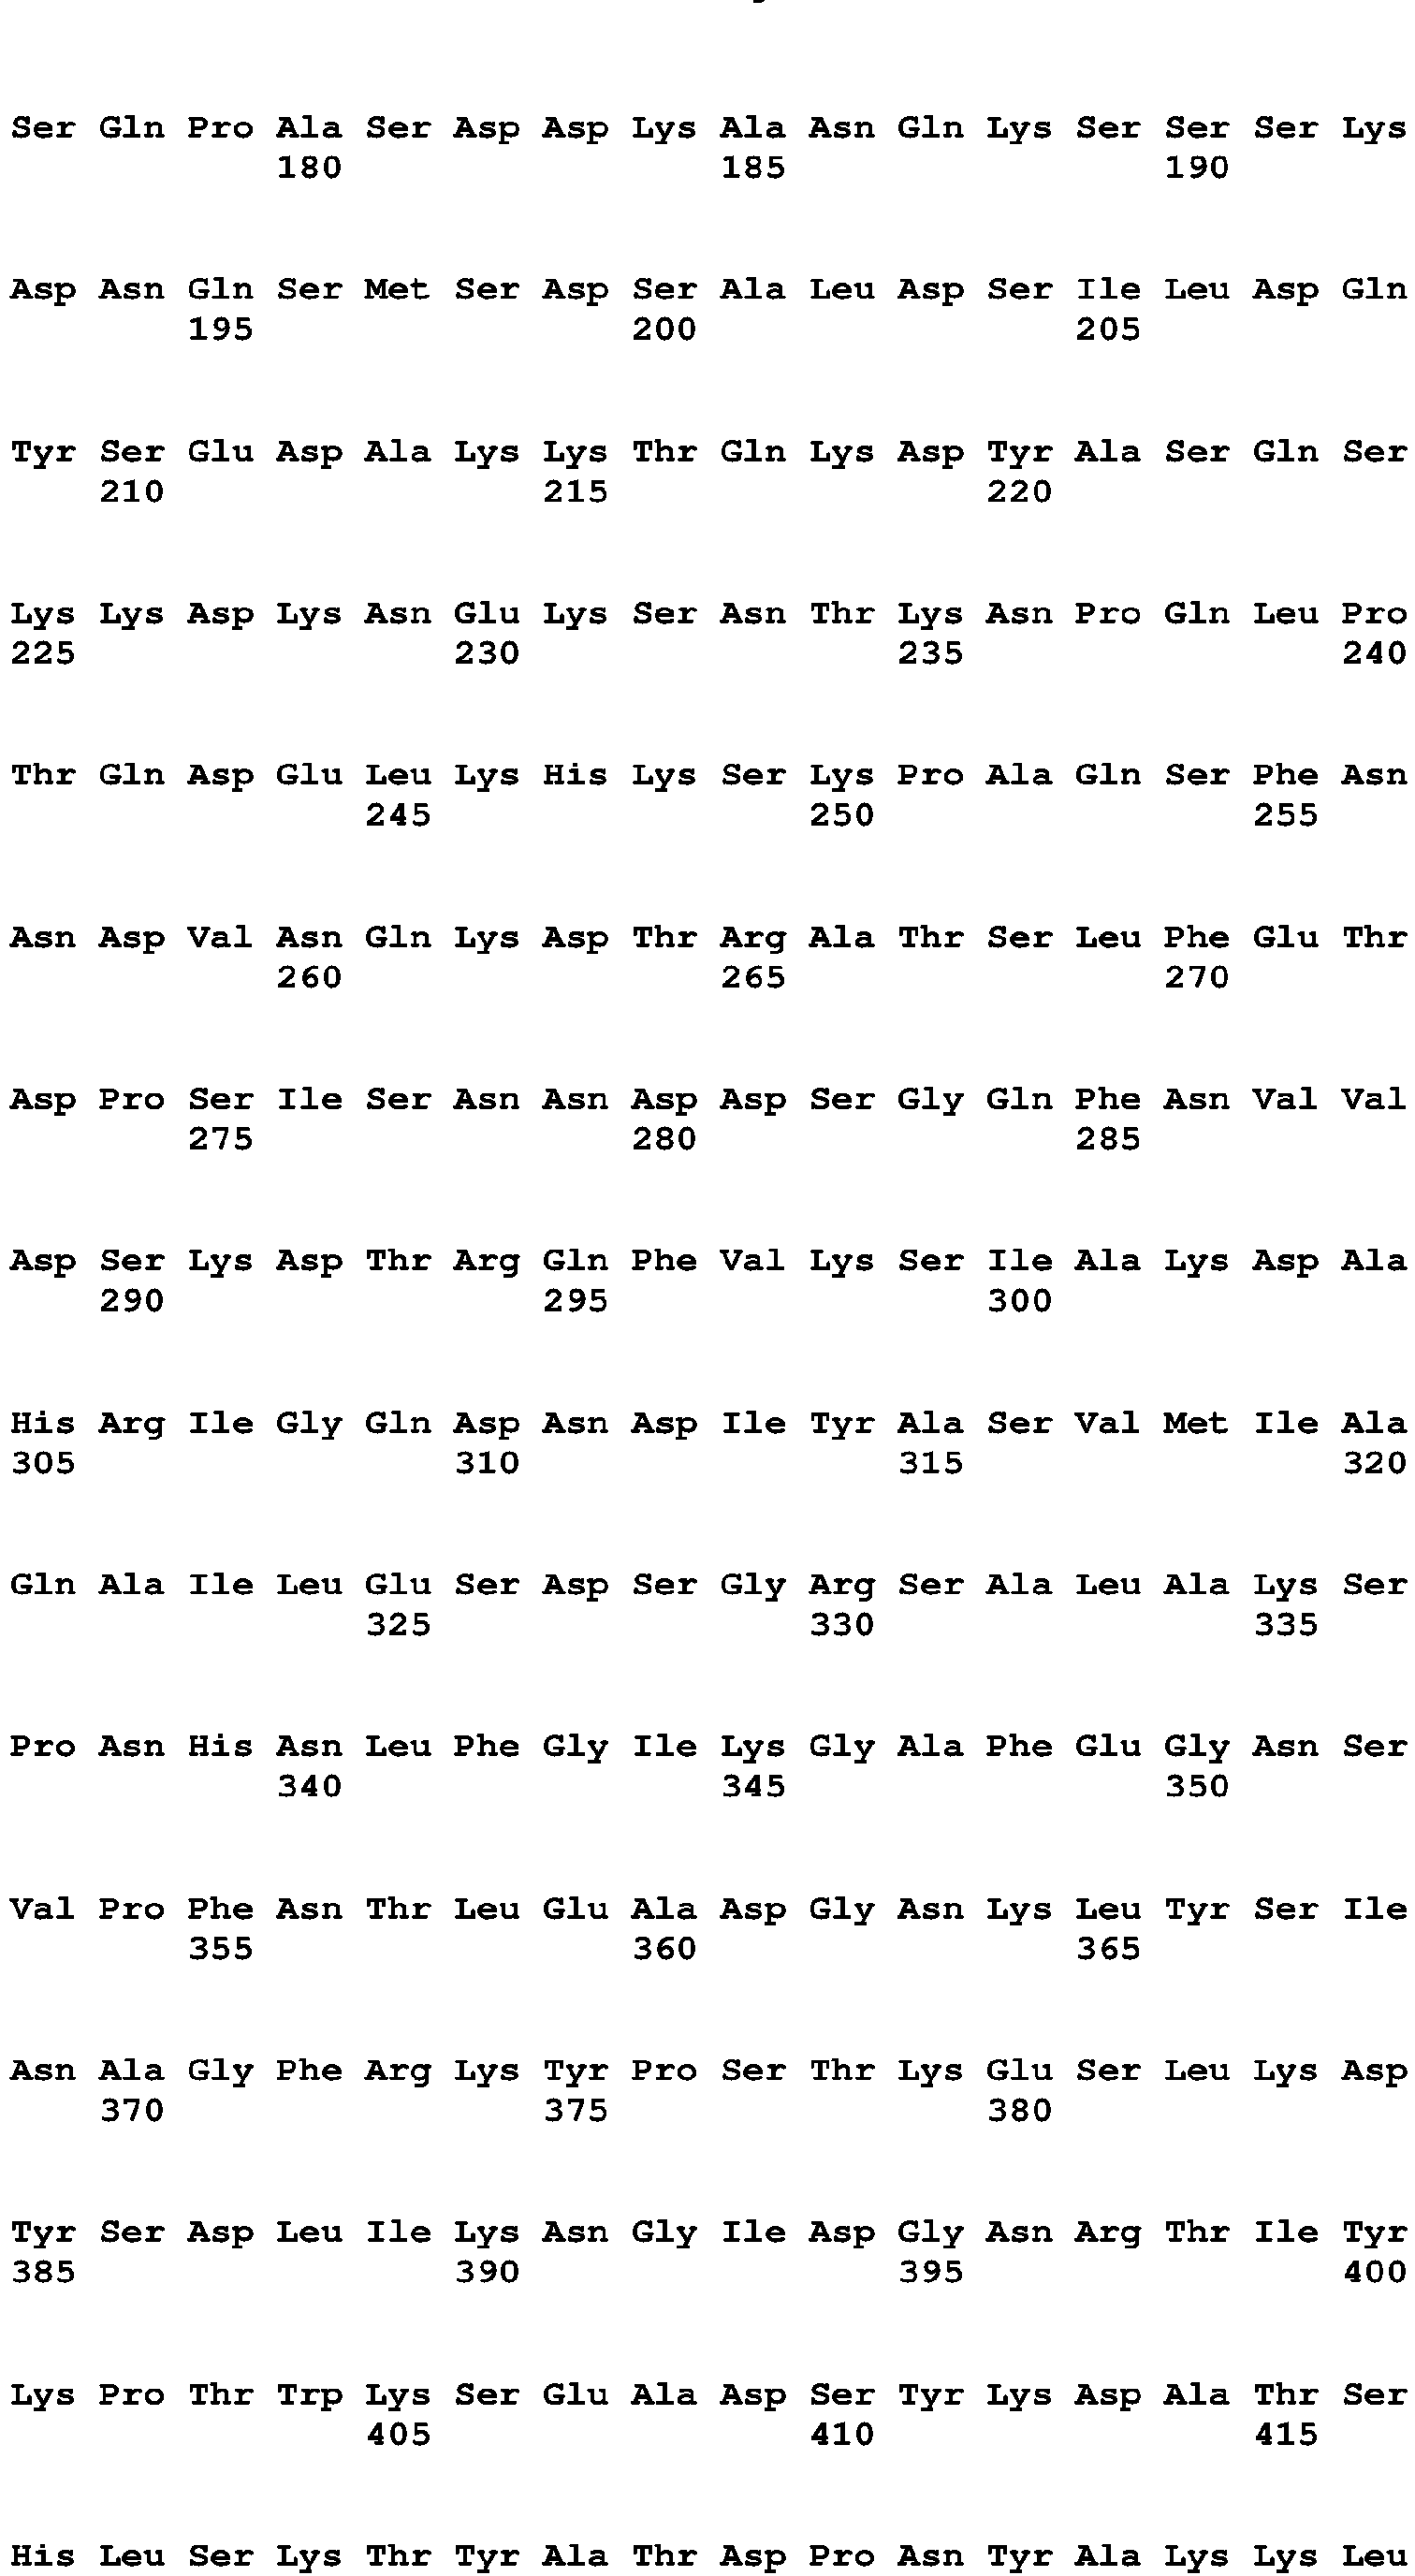 Ser Gln Pro Ala Ser Asp Asp Lys Ala Asn Gln Lys Ser Ser Ser Lys
180 185 190
Asp Asn Gln Ser Met Ser Asp Ser Ala Leu Asp Ser Ile Leu Asp Gln
195 200 205
Tyr Ser Glu Asp Ala Lys Lys Thr Gln Lys Asp Tyr Ala Ser Gln Ser
210 215 220
Lys Lys Asp Lys Asn Glu Lys Ser Asn Thr Lys Asn Pro Gln Leu Pro
225 230 235 240
Thr Gln Asp Glu Leu Lys His Lys Ser Lys Pro Ala Gln Ser Phe Asn
245 250 255
Asn Asp Val Asn Gln Lys Asp Thr Arg Ala Thr Ser Leu Phe Glu Thr
260 265 270
Asp Pro Ser Ile Ser Asn Asn Asp Asp Ser Gly Gln Phe Asn Val Val
275 280 285
Asp Ser Lys Asp Thr Arg Gln Phe Val Lys Ser Ile Ala Lys Asp Ala
290 295 300
His Arg Ile Gly Gln Asp Asn Asp Ile Tyr Ala Ser Val Met Ile Ala
305 310 315 320
Gln Ala Ile Leu Glu Ser Asp Ser Gly Arg Ser Ala Leu Ala Lys Ser
325 330 335
Pro Asn His Asn Leu Phe Gly Ile Lys Gly Ala Phe Glu Gly Asn Ser
340 345 350
Val Pro Phe Asn Thr Leu Glu Ala Asp Gly Asn Lys Leu Tyr Ser Ile
355 360 365
Asn Ala Gly Phe Arg Lys Tyr Pro Ser Thr Lys Glu Ser Leu Lys Asp
370 375 380
Tyr Ser Asp Leu Ile Lys Asn Gly Ile Asp Gly Asn Arg Thr Ile Tyr
385 390 395 400
Lys Pro Thr Trp Lys Ser Glu Ala Asp Ser Tyr Lys Asp Ala Thr Ser
405 410 415
His Leu Ser Lys Thr Tyr Ala Thr Asp Pro Asn Tyr Ala Lys Lys Leu